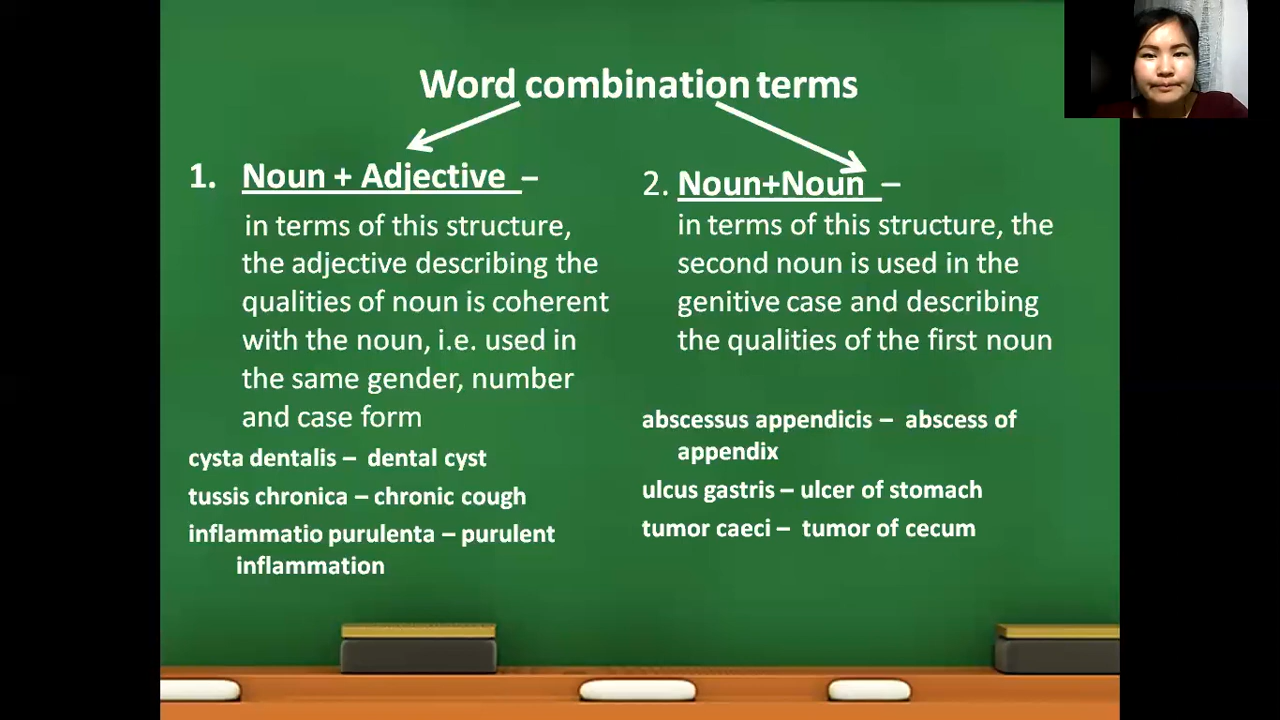 Word combination terms
1. Noun + Adjective –
in terms of this structure,
the adjective describing the
qualities of noun is coherent
with the noun, i.e. used in
the same gender, number
and case form
cysta dentalis – dental cyst
tussis chronica – chronic cough
inflammatio purulenta – purulent
inflammation
2. Noun+Noun –
in terms of this structure, the
second noun is used in the
genitive case and describing
the qualities of the first noun
abscessus appendicis – abscess of
appendix
ulcus gastris – ulcer of stomach
tumor caeci – tumor of cecum